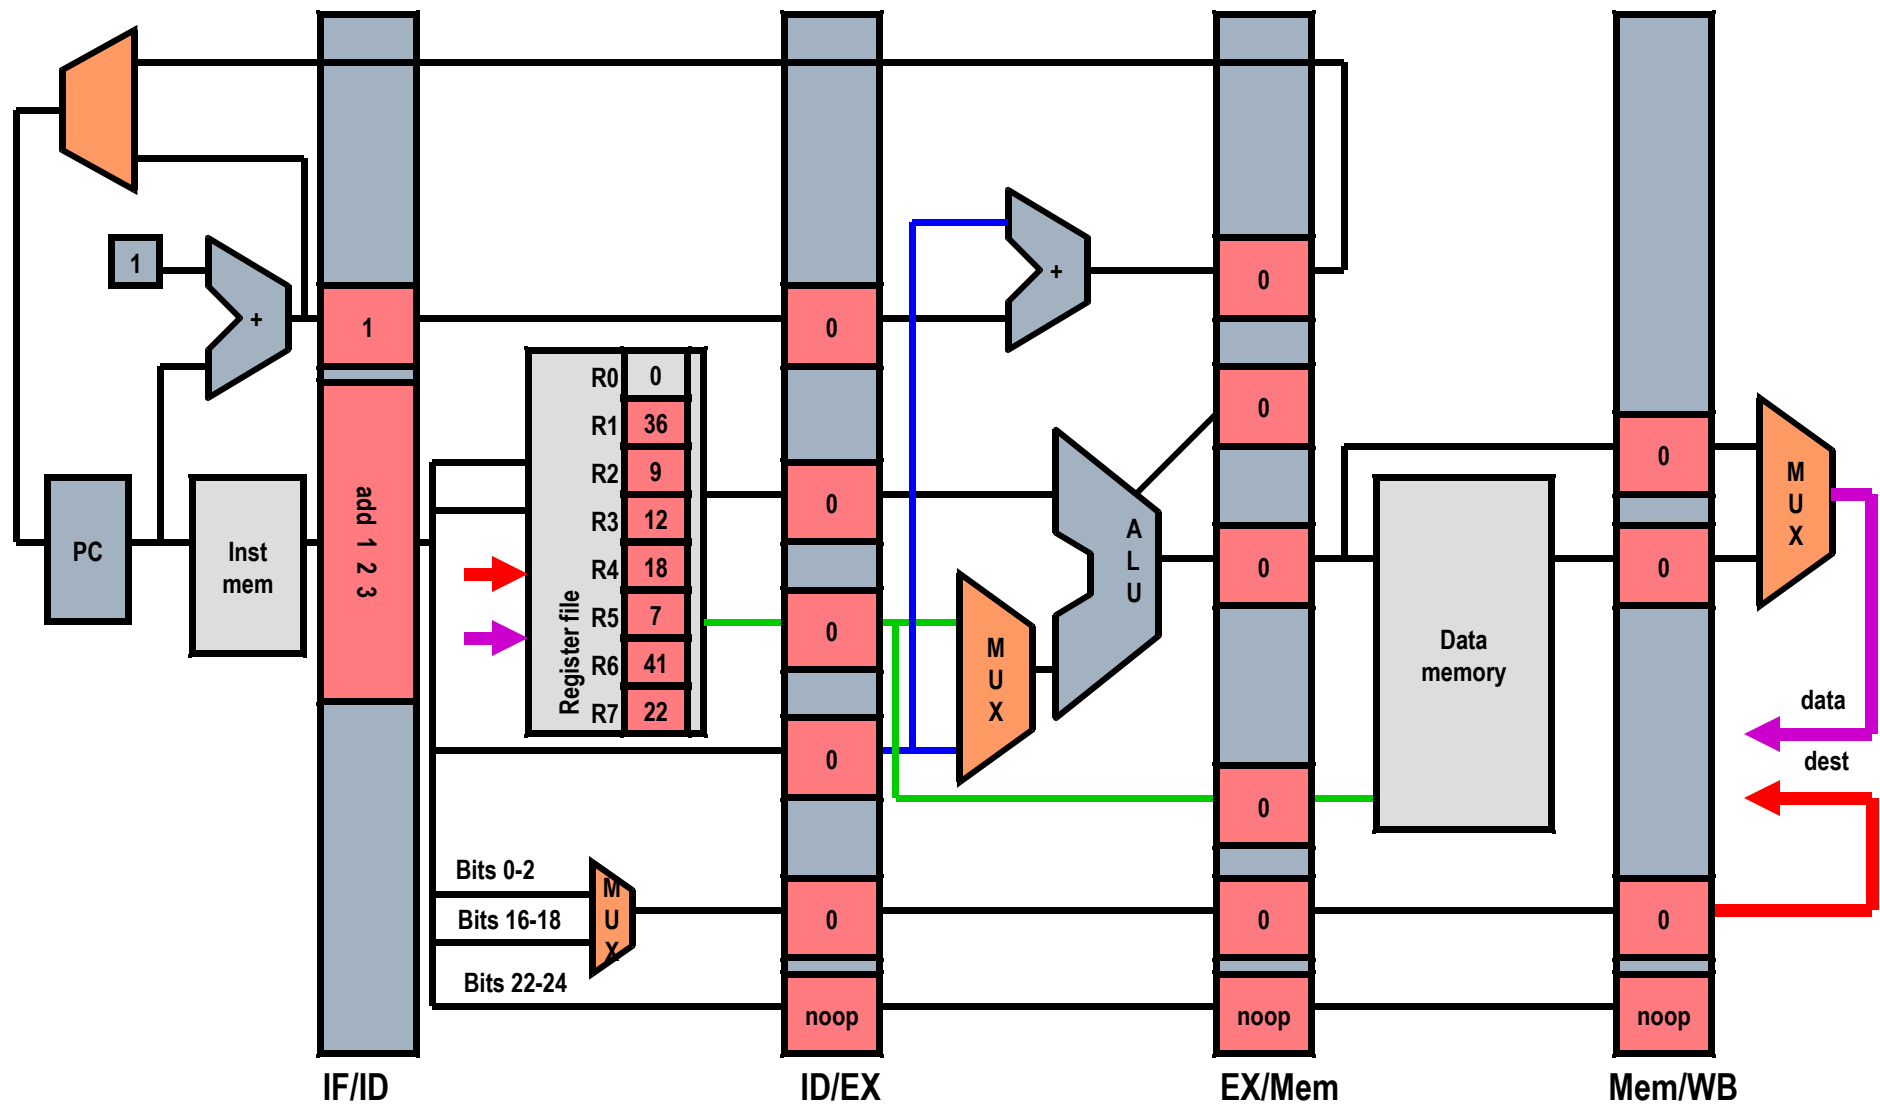 1
+
1
add 1 2 3
PC
Inst
mem
Register file
R0 0
R1 36
R2 9
R3 12
R4 18
R5 7
R6 41
R7 22
Bits 0-2
Bits 16-18
Bits 22-24
M
U
X
0
0
0
0
0
noop
+
M
U
X
A
L
U
0
0
0
0
0
noop
Data
memory
0
0
0
noop
M
U
X
data
dest
IF/ID
ID/EX
EX/Mem
Mem/WB